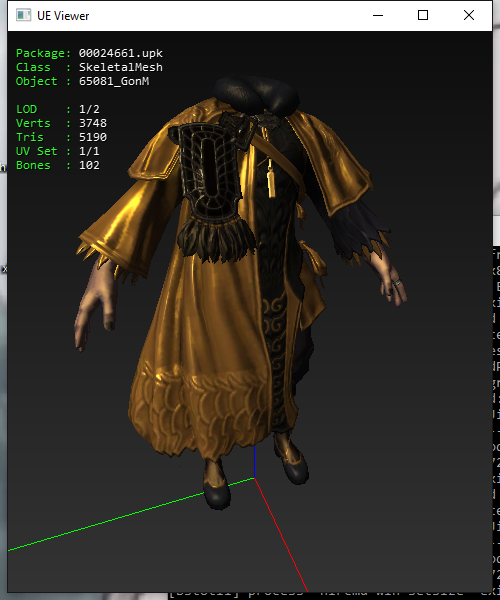 UE Viewer
Package: 00024661.upk
Class : SkeletalMesh
Object : 65081_GonM
LOD : 1/2
Verts : 3748
Tris : 5190
UV Set : 1/1
Bones : 102